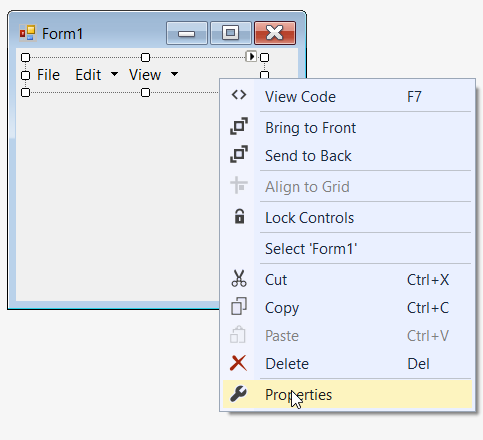 Form1
File Edit View
View Code F7
Bring to Front
Send to Back
Align to Grid
Lock Controls
Select 'Form1'
Cut Ctrl+X
Copy Ctrl+C
Paste Ctrl+V
Delete Del
Properties